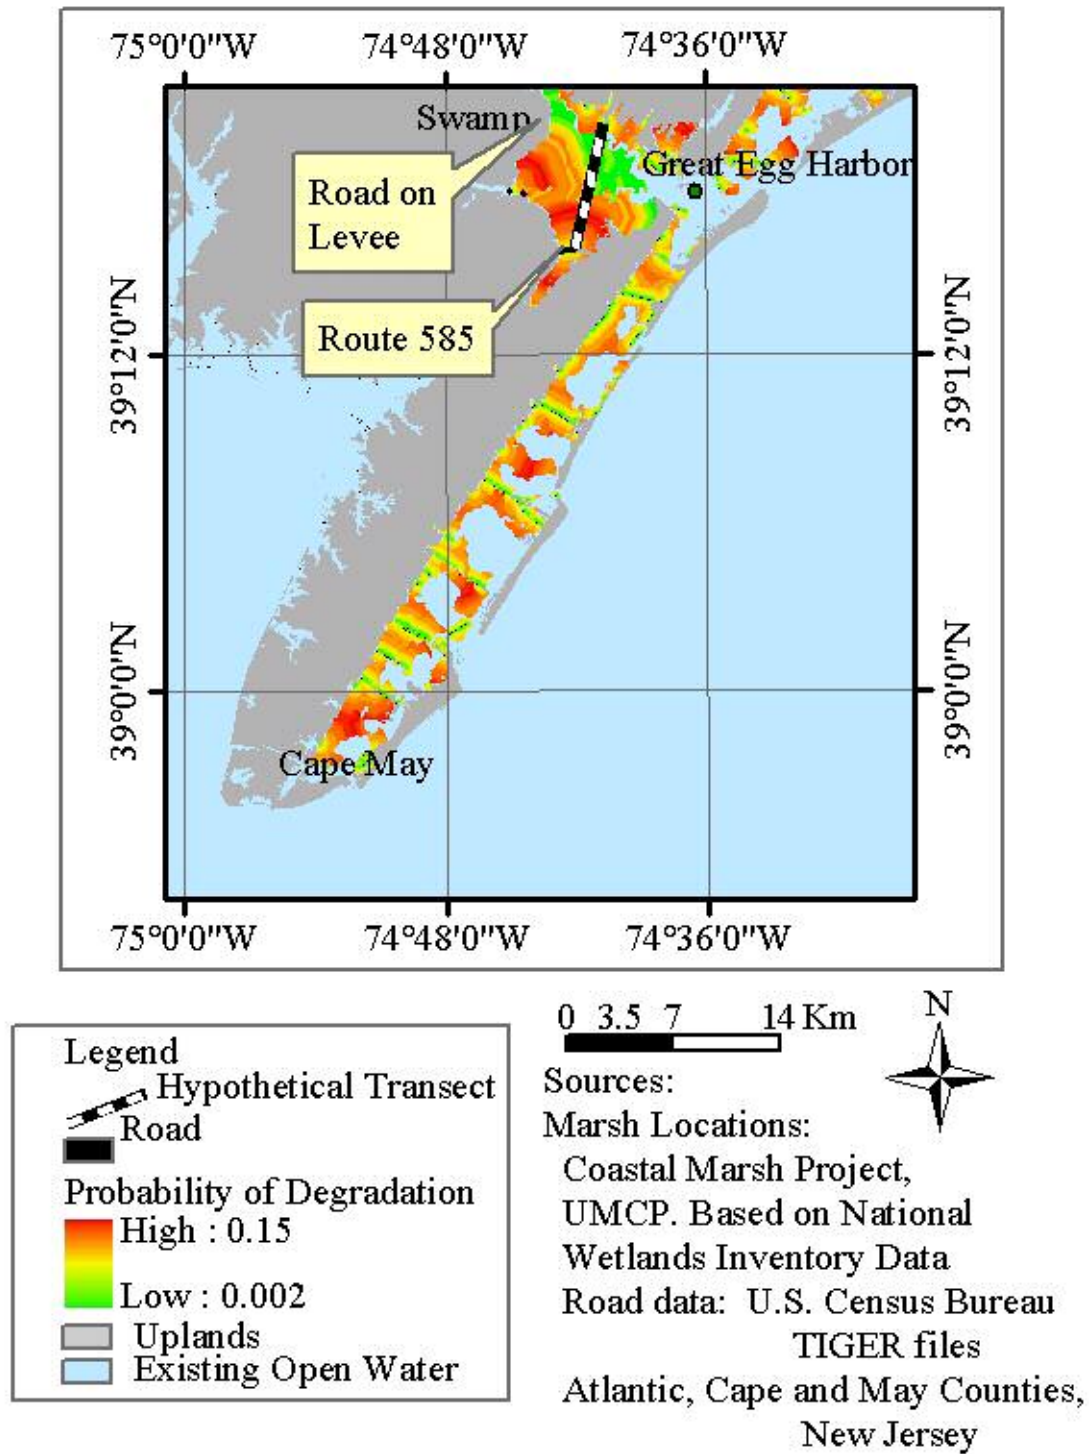 75°0'0"W 74°48'0"W 74°36'0"W
Swamp
Great Egg Harbor
Road on
Levee
Route 585
39°12'0"N 39°12'0"N
39°0'0"N 39°0'0"N
Cape May
75°0'0"W 74°48'0"W 74°36'0"W
Legend
Hypothetical Transect
Road
Probability of Degradation
High : 0.15
Low : 0.002
Uplands
Existing Open Water
0 3.5 7 14 Km
N
Sources:
Marsh Locations:
Coastal Marsh Project,
UMCP. Based on National
Wetlands Inventory Data
Road data: U.S. Census Bureau
TIGER files
Atlantic, Cape and May Counties,
New Jersey